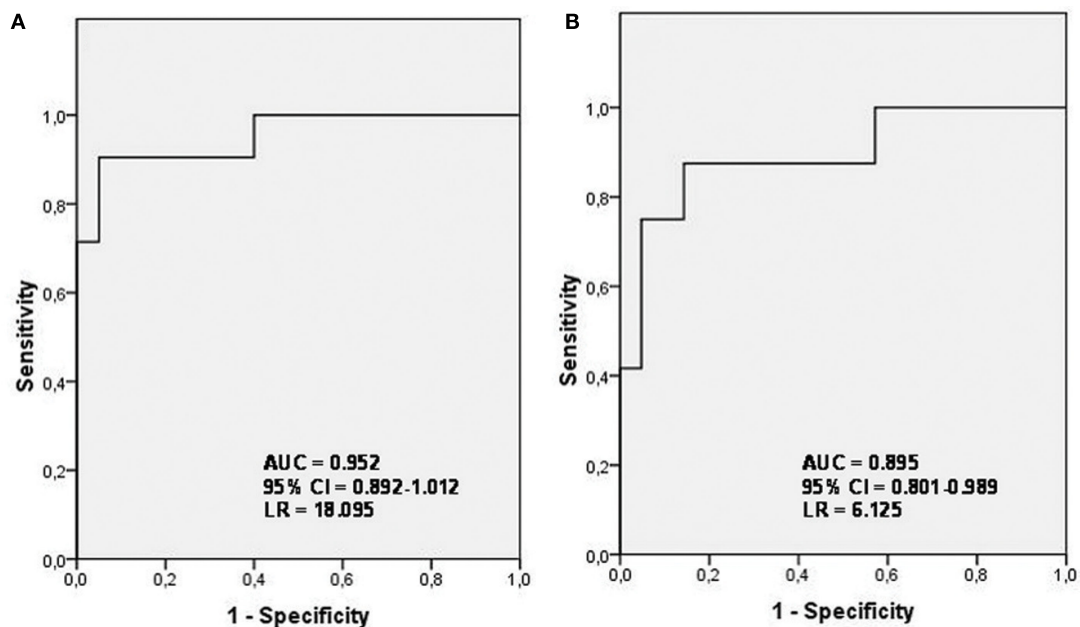 A
Sensitivity
1,0
0,8
0,6
0,4
0,2
0,0
AUC = 0.952
95% CI = 0.892-1.012
LR = 18.095
0,0 0,2 0,4 0,6 0,8 1,0
1 - Specificity
B
Sensitivity
1,0
0,8
0,6
0,4
0,2
0,0
AUC = 0.895
95% CI = 0.801-0.989
LR = 6.125
0,0 0,2 0,4 0,6 0,8 1,0
1 - Specificity